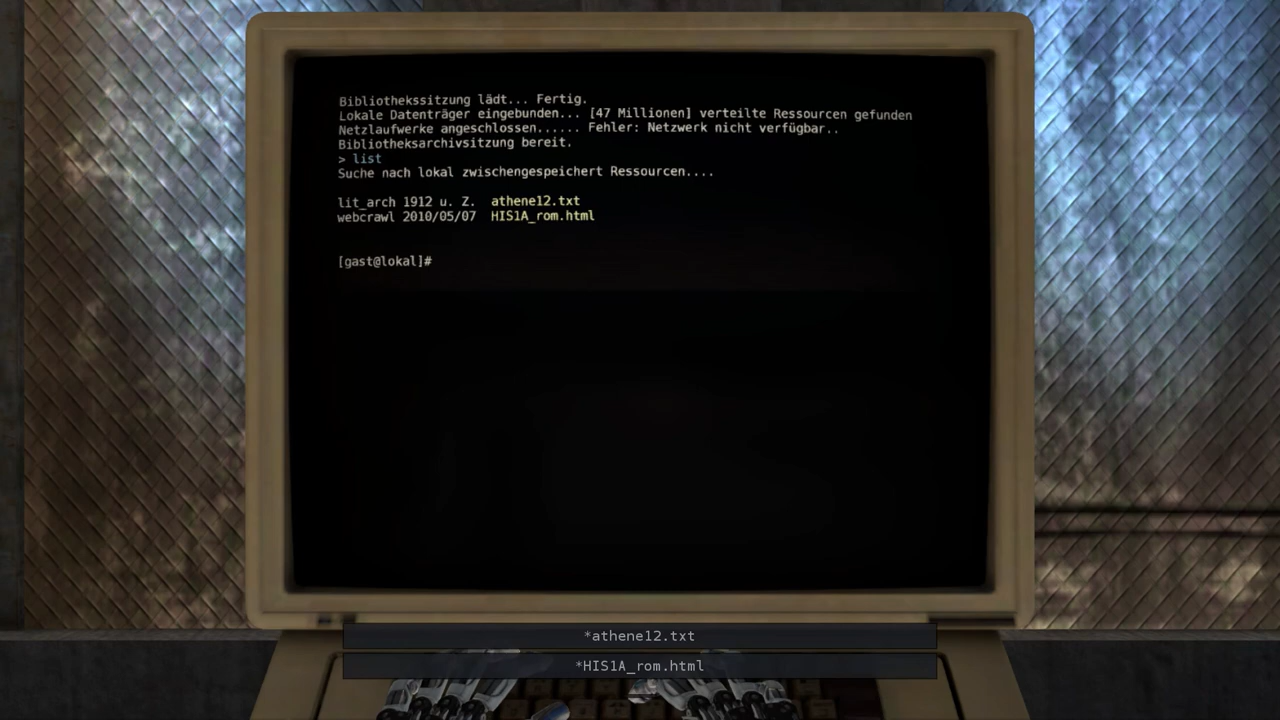 Bibliothekssitzung lädt... Fertig.
Lokale Datenträger eingebunden... [47 Millionen] verteilte Ressourcen gefunden
Netzlaufwerke angeschlossen...... Fehler: Netzwerk nicht verfügbar..
Bibliotheksarchivsitzung bereit.
> list
Suche nach lokal zwischengespeichert Ressourcen....
lit_arch 1912 u. Z.  athene12.txt
webcrawl 2010/05/07  HIS1A_rom.html
[gast@lokal]#
*athene12.txt
*HIS1A_rom.html